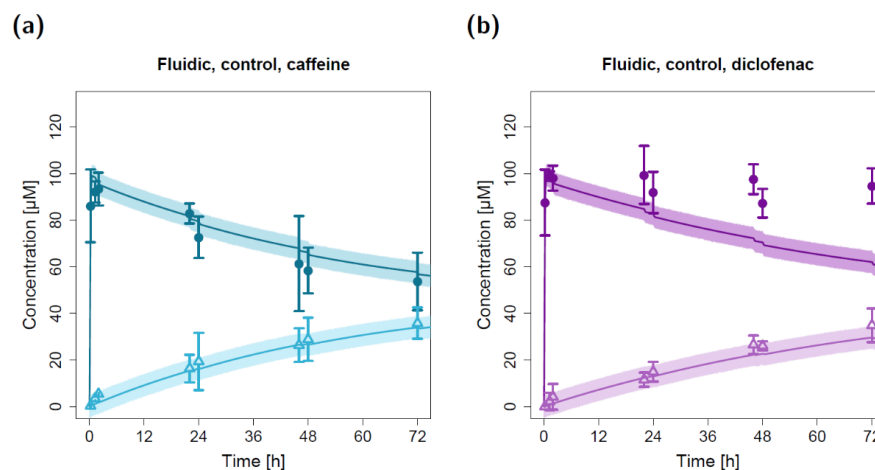 (a)
Fluidic, control, caffeine
Concentration [µM]
120
100
80
60
40
20
0
0 12 24 36 48 60 72
Time [h]
(b)
Fluidic, control, diclofenac
Concentration [µM]
120
100
80
60
40
20
0
0 12 24 36 48 60 72
Time [h]